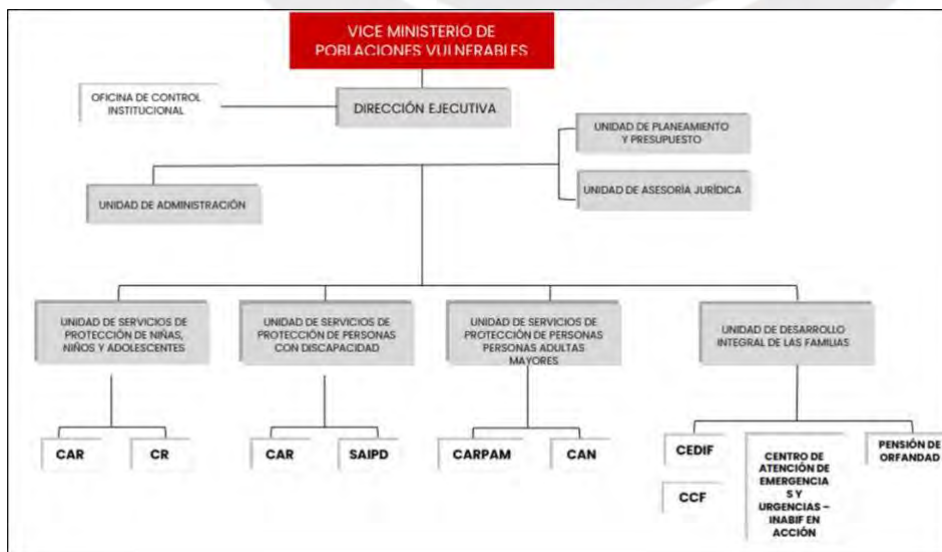 VICE MINISTERIO DE
POBLACIONES VULNERABLES
OFICINA DE CONTROL
INSTITUCIONAL
DIRECCIÓN EJECUTIVA
UNIDAD DE PLANEAMIENTO
Y PRESUPUESTO
UNIDAD DE ADMINISTRACIÓN
UNIDAD DE ASESORÍA JURÍDICA
UNIDAD DE SERVICIOS DE
PROTECCIÓN DE NIÑAS,
NIÑOS Y ADOLESCENTES
UNIDAD DE SERVICIOS DE
PROTECCIÓN DE PERSONAS
CON DISCAPACIDAD
UNIDAD DE SERVICIOS DE
PROTECCIÓN DE PERSONAS
PERSONAS ADULTAS
MAYORES
UNIDAD DE DESARROLLO
INTEGRAL DE LAS FAMILIAS
CAR
CR
CAR
SAIPD
CARPAM
CAN
CEDIF
CCF
CENTRO DE
ATENCIÓN DE
EMERGENCIA
S Y
URGENCIAS –
INABIF EN
ACCIÓN
PENSIÓN DE
ORFANDAD